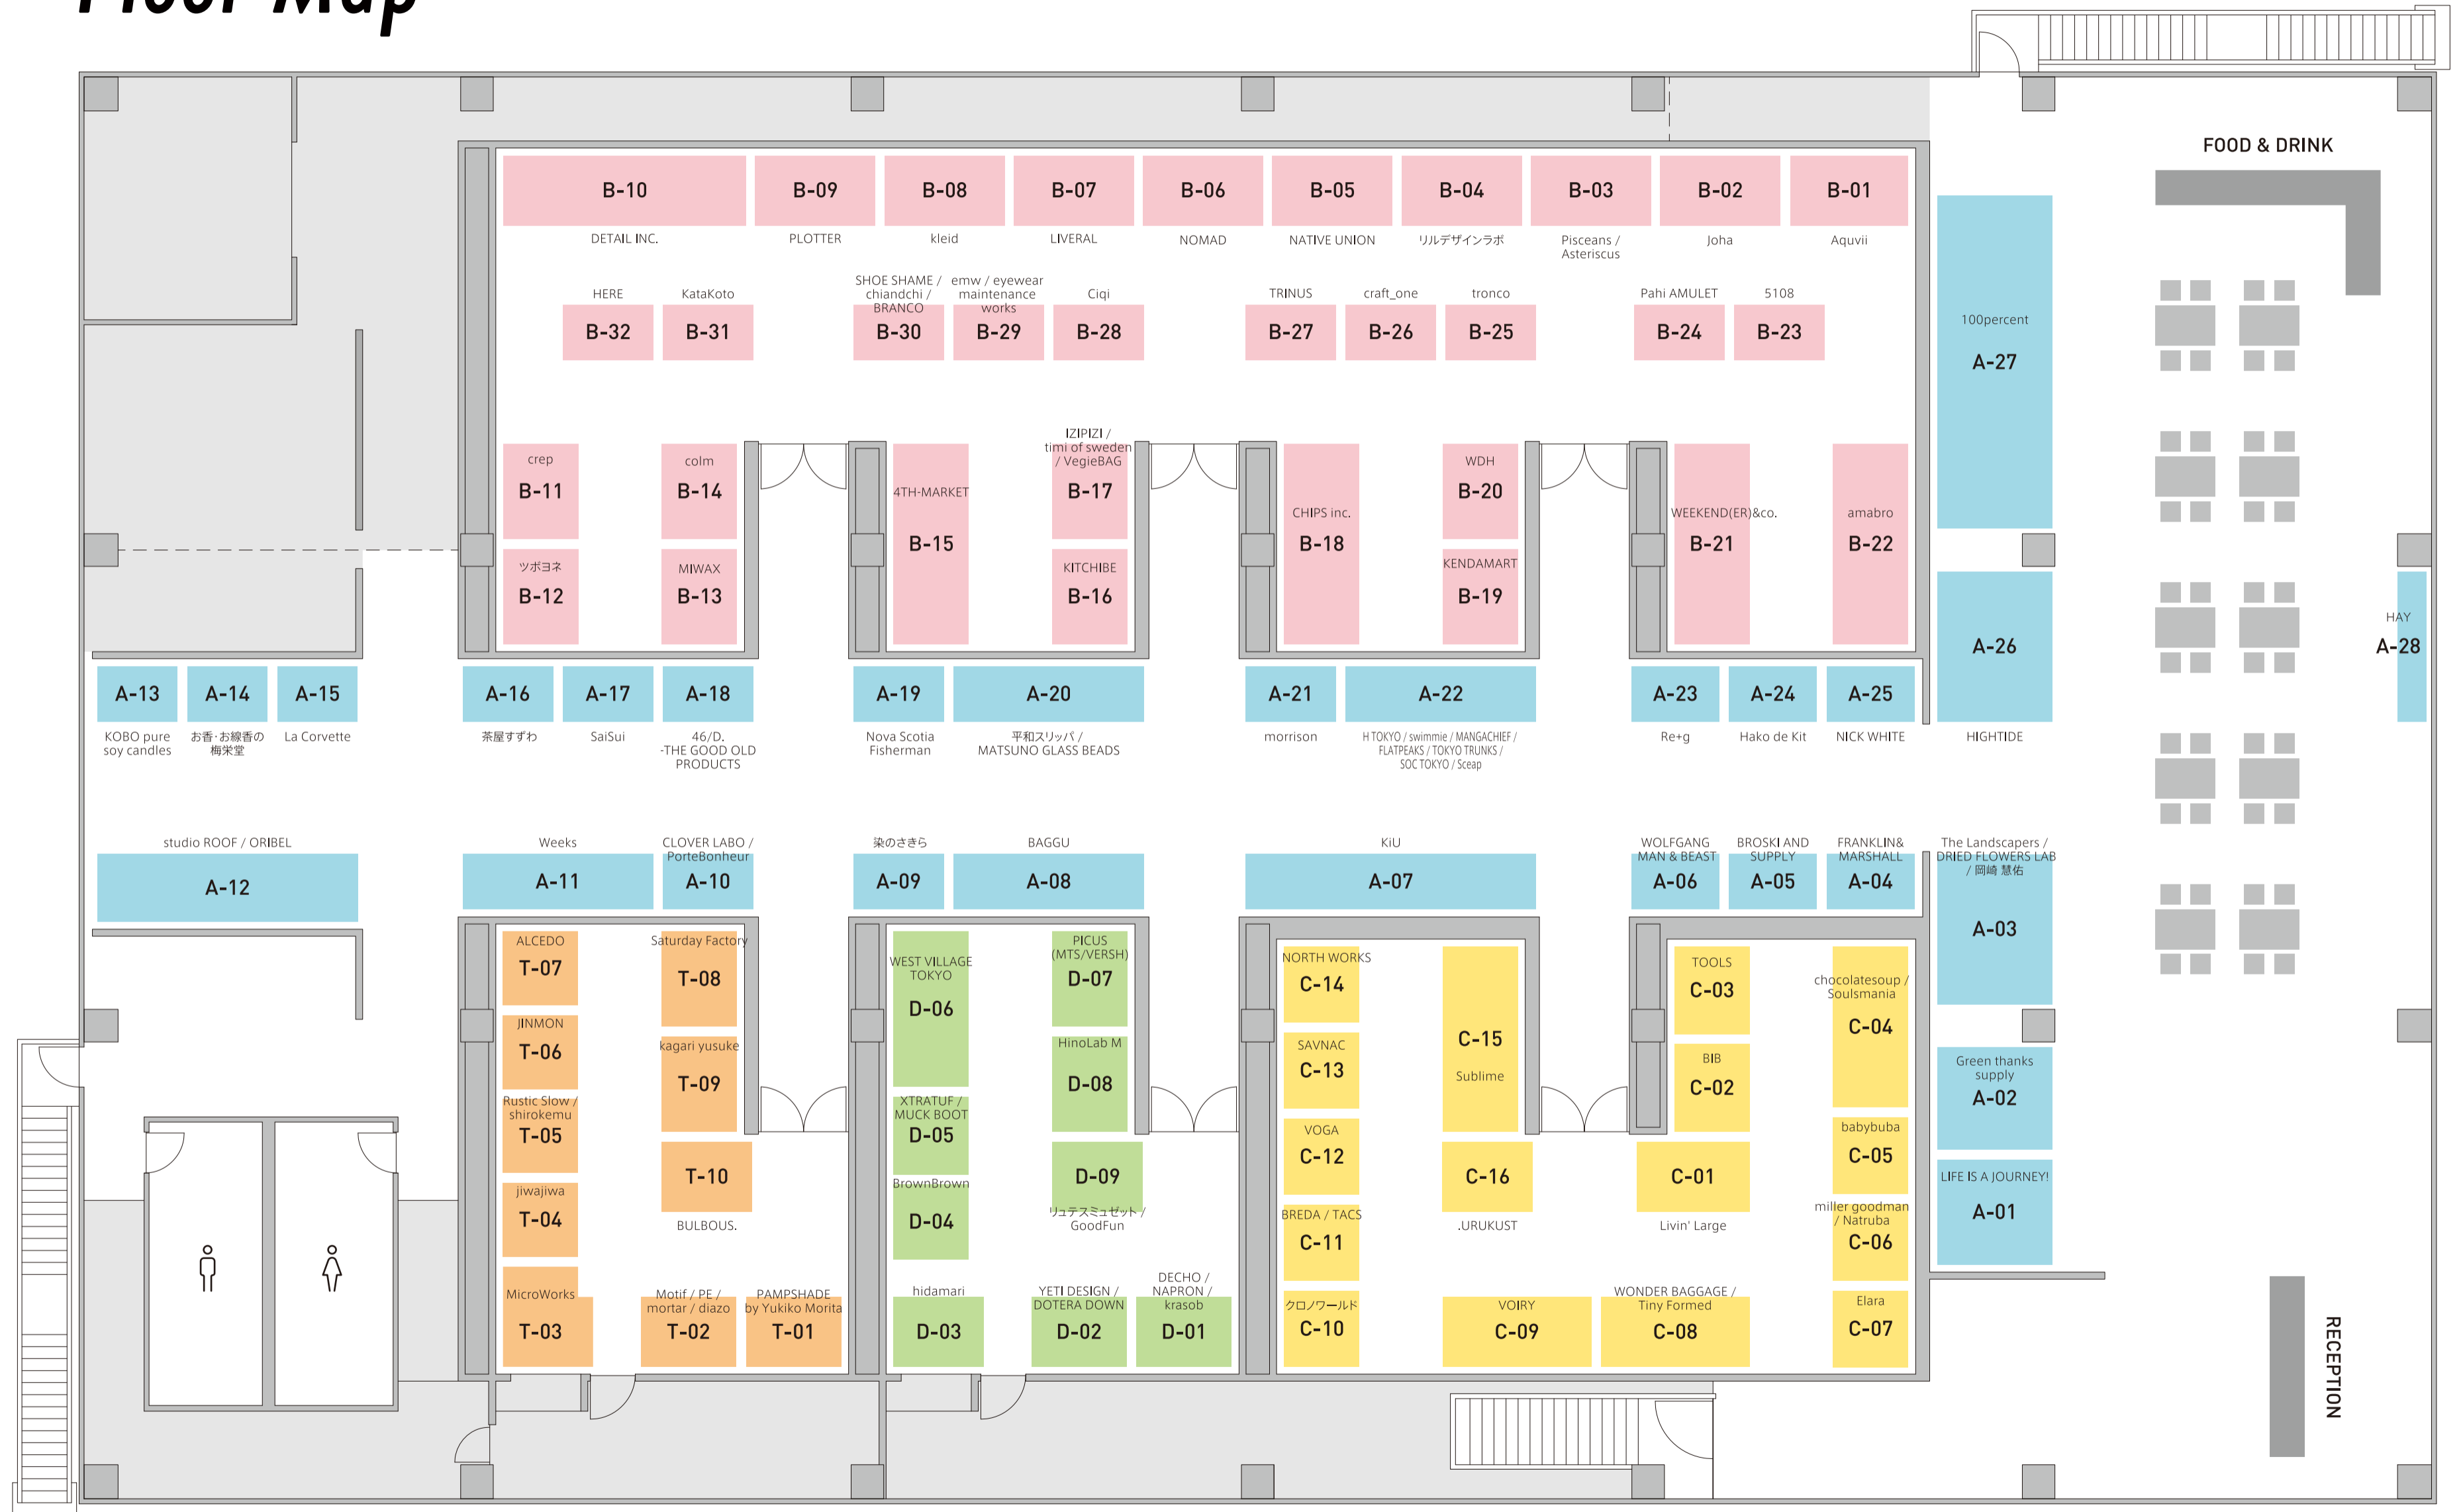 Floor Map
FOOD & DRINK
B-10
B-09
B-08
B-07
B-06
B-05
B-04
B-03
B-02
B-01
DETAIL INC.
PLOTTER
kleid
LIVERAL
NOMAD
NATIVE UNION
リルデザインラボ
Pisceans /
Asteriscus
Joha
Aquvii
HERE
B-32
KataKoto
B-31
SHOE SHAME /
chiandchi /
BRANCO
B-30
emw / eyewear
maintenance
works
B-29
Ciqi
B-28
TRINUS
B-27
craft_one
B-26
tronco
B-25
Pahi AMULET
B-24
5108
B-23
100percent
A-27
crep
B-11
colm
B-14
4TH-MARKET
B-15
IZIPIZI /
timi of sweden
/ VegieBAG
B-17
CHIPS inc.
B-18
WDH
B-20
WEEKEND(ER)&co.
B-21
amabro
B-22
ツボヨネ
B-12
MIWAX
B-13
KITCHIBE
B-16
KENDAMART
B-19
HAY
A-28
A-13
A-14
A-15
A-16
A-17
A-18
A-19
A-20
A-21
A-22
A-23
A-24
A-25
A-26
KOBO pure
soy candles
お香・お線香の
梅栄堂
La Corvette
茶屋すずわ
SaiSui
46/D.
-THE GOOD OLD
PRODUCTS
Nova Scotia
Fisherman
平和スリッパ /
MATSUNO GLASS BEADS
morrison
H TOKYO / swimmie / MANGACHIEF /
FLATPEAKS / TOKYO TRUNKS /
SOC TOKYO / Sceap
Re+g
Hako de Kit
NICK WHITE
HIGHTIDE
studio ROOF / ORIBEL
A-12
Weeks
A-11
CLOVER LABO /
PorteBonheur
A-10
染のさきら
A-09
BAGGU
A-08
KiU
A-07
WOLFGANG
MAN & BEAST
A-06
BROSKI AND
SUPPLY
A-05
FRANKLIN&
MARSHALL
A-04
The Landscapers /
DRIED FLOWERS LAB
/ 岡崎 慧佑
A-03
ALCEDO
T-07
Saturday Factory
T-08
WEST VILLAGE
TOKYO
D-06
PICUS
(MTS/VERSH)
D-07
NORTH WORKS
C-14
C-15
Sublime
TOOLS
C-03
chocolatesoup /
Soulsmania
C-04
JINMON
T-06
kagari yusuke
T-09
HinoLab M
D-08
SAVNAC
C-13
BIB
C-02
Green thanks
supply
A-02
Rustic Slow /
shirokemu
T-05
XTRATUF /
MUCK BOOT
D-05
VOGA
C-12
babybuba
C-05
T-10
BULBOUS.
D-09
リュテスミュゼット /
GoodFun
C-16
.URUKUST
C-01
Livin' Large
LIFE IS A JOURNEY!
A-01
jiwajiwa
T-04
BrownBrown
D-04
BREDA / TACS
C-11
miller goodman
/ Natruba
C-06
MicroWorks
T-03
Motif / PE /
mortar / diazo
T-02
PAMPSHADE
by Yukiko Morita
T-01
hidamari
D-03
YETI DESIGN /
DOTERA DOWN
D-02
DECHO /
NAPRON /
krasob
D-01
クロノワールド
C-10
VOIRY
C-09
WONDER BAGGAGE /
Tiny Formed
C-08
Elara
C-07
RECEPTION